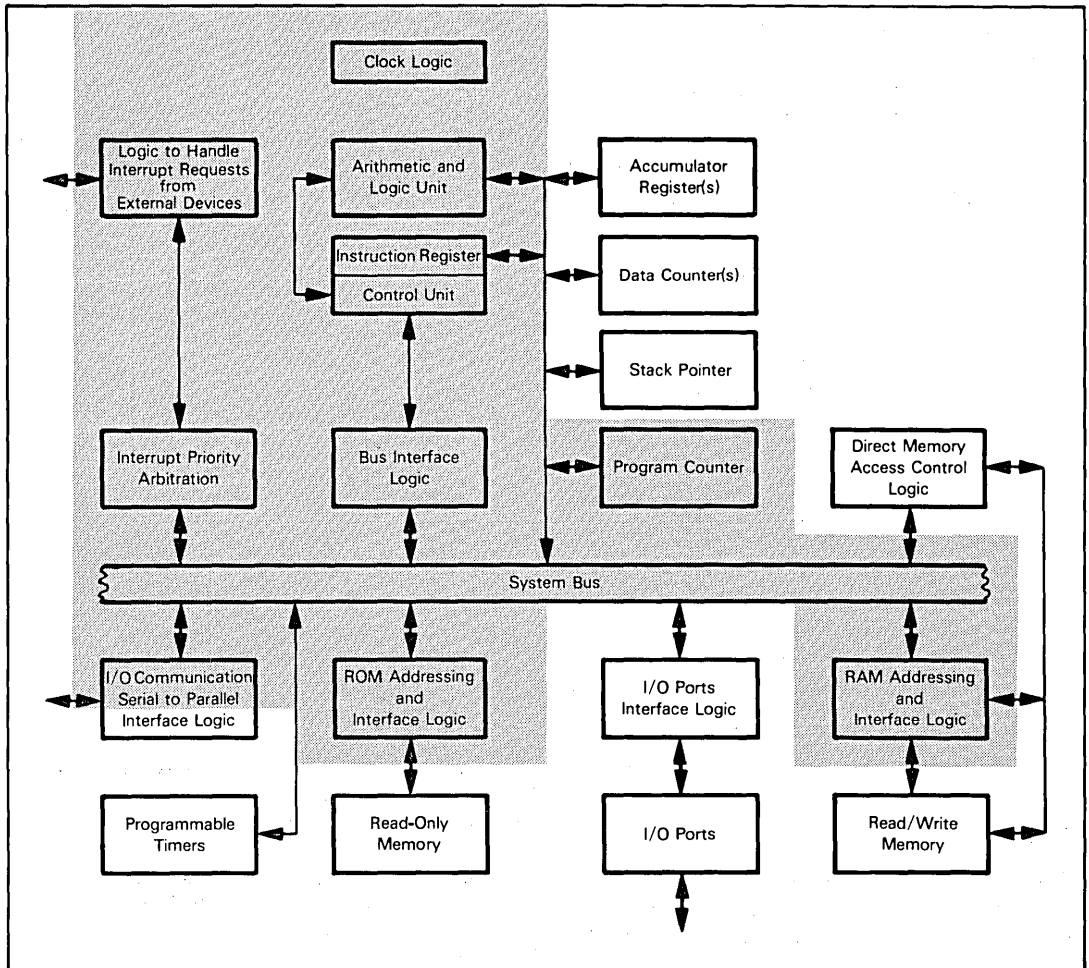 Clock Logic
Logic to Handle
Interrupt Requests
from
External Devices
Arithmetic and
Logic Unit
Accumulator
Register(s)
Instruction Register
Control Unit
Data Counter(s)
Stack Pointer
Interrupt Priority
Arbitration
Bus Interface
Logic
Program Counter
Direct Memory
Access Control
Logic
System Bus
I/O Communication
Serial to Parallel
Interface Logic
ROM Addressing
and
Interface Logic
I/O Ports
Interface Logic
RAM Addressing
and
Interface Logic
Programmable
Timers
Read-Only
Memory
I/O Ports
Read/Write
Memory